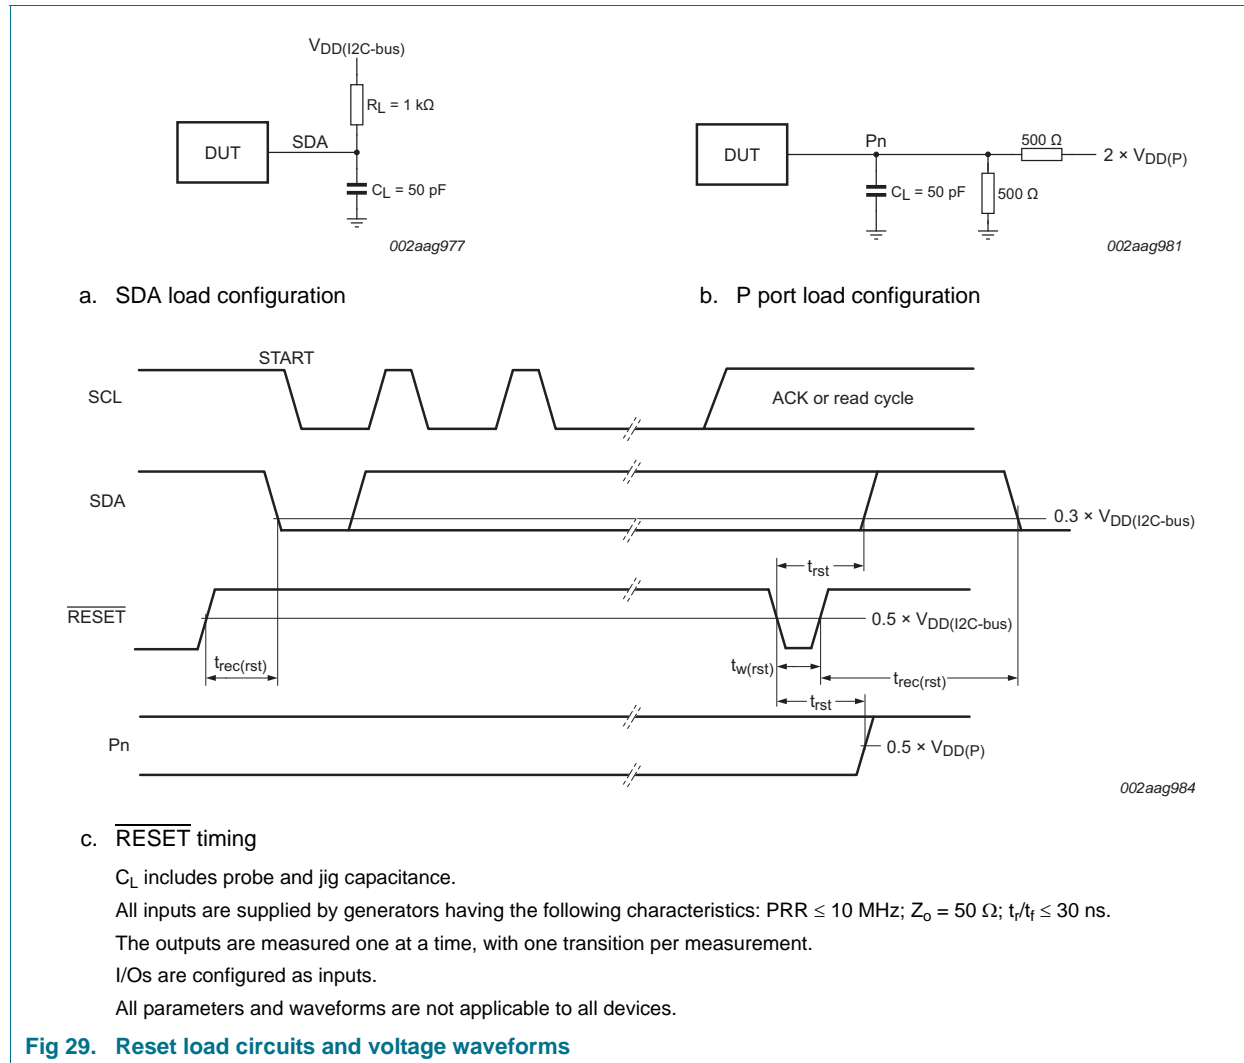 VDD(I2C-bus)
RL = 1 kΩ
DUT
SDA
CL = 50 pF
002aag977
DUT
Pn
500 Ω
2 × VDD(P)
CL = 50 pF
500 Ω
002aag981
a. SDA load configuration
b. P port load configuration
START
SCL
ACK or read cycle
SDA
0.3 × VDD(I2C-bus)
trst
RESET
0.5 × VDD(I2C-bus)
trec(rst)
tw(rst)
trec(rst)
trst
Pn
0.5 × VDD(P)
002aag984
c. RESET timing
CL includes probe and jig capacitance.
All inputs are supplied by generators having the following characteristics: PRR ≤ 10 MHz; Zo = 50 Ω; tr/tf ≤ 30 ns.
The outputs are measured one at a time, with one transition per measurement.
I/Os are configured as inputs.
All parameters and waveforms are not applicable to all devices.
Fig 29. Reset load circuits and voltage waveforms